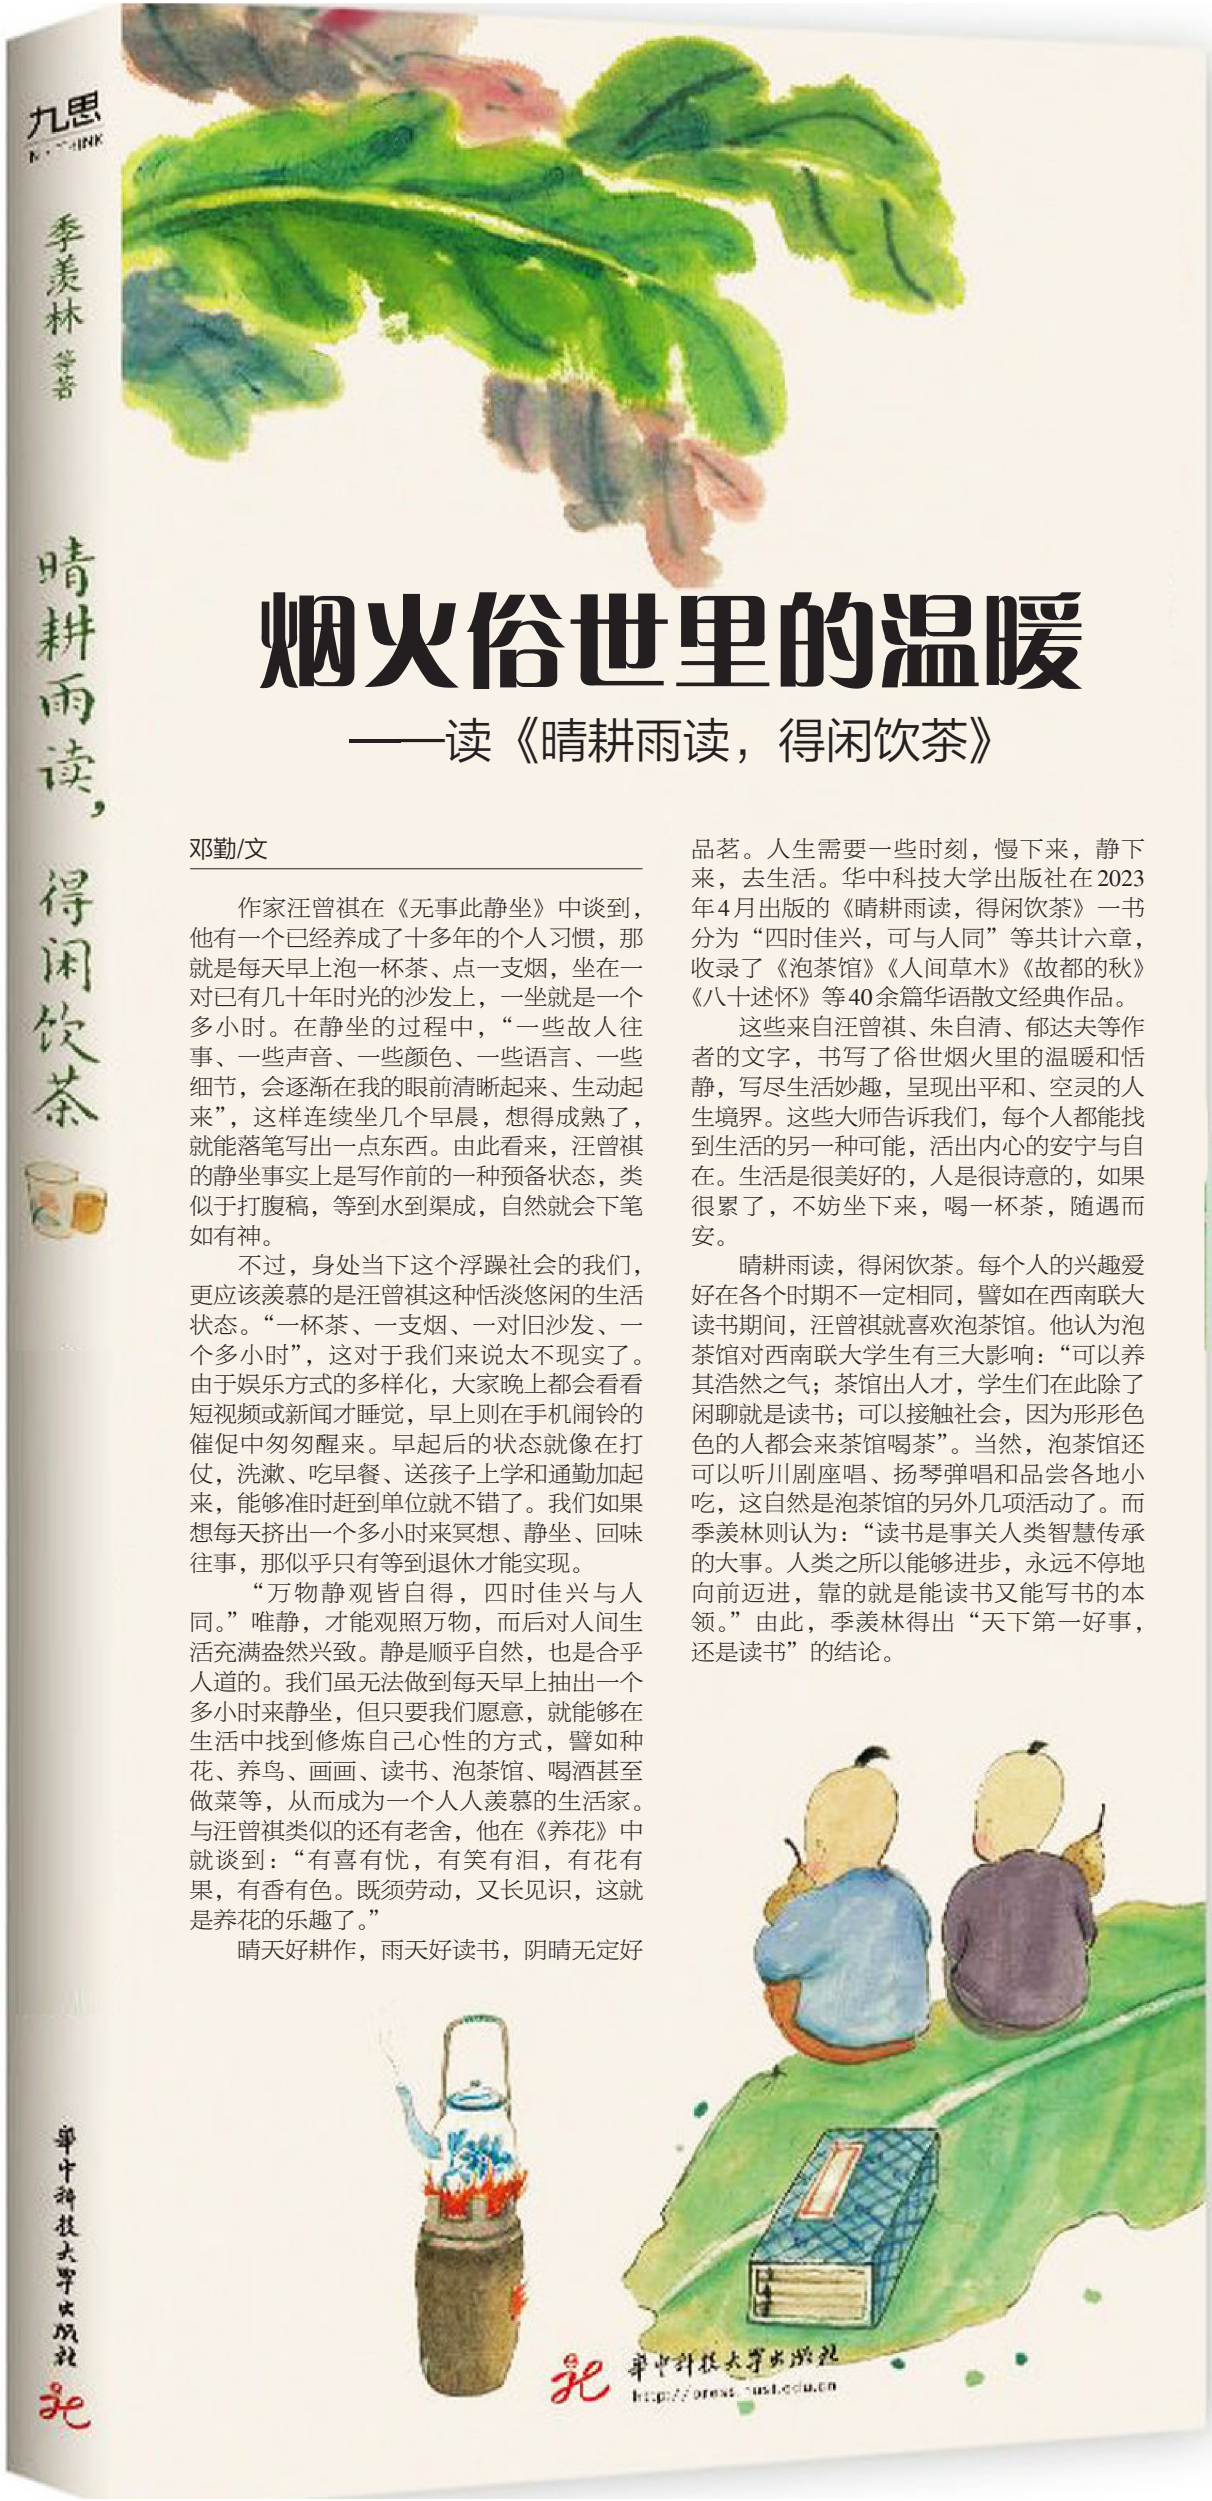 九思
季羡林 等著
晴耕雨读，得闲饮茶
华中科技大学出版社
烟火俗世里的温暖
——读《晴耕雨读，得闲饮茶》
邓勤/文
作家汪曾祺在《无事此静坐》中谈到，
他有一个已经养成了十多年的个人习惯，那
就是每天早上泡一杯茶、点一支烟，坐在一
对已有几十年时光的沙发上，一坐就是一个
多小时。在静坐的过程中，“一些故人往
事、一些声音、一些颜色、一些语言、一些
细节，会逐渐在我的眼前清晰起来、生动起
来”，这样连续坐几个早晨，想得成熟了，
就能落笔写出一点东西。由此看来，汪曾祺
的静坐事实上是写作前的一种预备状态，类
似于打腹稿，等到水到渠成，自然就会下笔
如有神。
不过，身处当下这个浮躁社会的我们，
更应该羡慕的是汪曾祺这种恬淡悠闲的生活
状态。“一杯茶、一支烟、一对旧沙发、一
个多小时”，这对于我们来说太不现实了。
由于娱乐方式的多样化，大家晚上都会看看
短视频或新闻才睡觉，早上则在手机闹铃的
催促中匆匆醒来。早起后的状态就像在打
仗，洗漱、吃早餐、送孩子上学和通勤加起
来，能够准时赶到单位就不错了。我们如果
想每天挤出一个多小时来冥想、静坐、回味
往事，那似乎只有等到退休才能实现。
“万物静观皆自得，四时佳兴与人
同。”唯静，才能观照万物，而后对人间生
活充满盎然兴致。静是顺乎自然，也是合乎
人道的。我们虽无法做到每天早上抽出一个
多小时来静坐，但只要我们愿意，就能够在
生活中找到修炼自己心性的方式，譬如种
花、养鸟、画画、读书、泡茶馆、喝酒甚至
做菜等，从而成为一个人人羡慕的生活家。
与汪曾祺类似的还有老舍，他在《养花》中
就谈到：“有喜有忧，有笑有泪，有花有
果，有香有色。既须劳动，又长见识，这就
是养花的乐趣了。”
晴天好耕作，雨天好读书，阴晴无定好
品茗。人生需要一些时刻，慢下来，静下
来，去生活。华中科技大学出版社在2023
年4月出版的《晴耕雨读，得闲饮茶》一书
分为“四时佳兴，可与人同”等共计六章，
收录了《泡茶馆》《人间草木》《故都的秋》
《八十述怀》等40余篇华语散文经典作品。
这些来自汪曾祺、朱自清、郁达夫等作
者的文字，书写了俗世烟火里的温暖和恬
静，写尽生活妙趣，呈现出平和、空灵的人
生境界。这些大师告诉我们，每个人都能找
到生活的另一种可能，活出内心的安宁与自
在。生活是很美好的，人是很诗意的，如果
很累了，不妨坐下来，喝一杯茶，随遇而
安。
晴耕雨读，得闲饮茶。每个人的兴趣爱
好在各个时期不一定相同，譬如在西南联大
读书期间，汪曾祺就喜欢泡茶馆。他认为泡
茶馆对西南联大学生有三大影响：“可以养
其浩然之气；茶馆出人才，学生们在此除了
闲聊就是读书；可以接触社会，因为形形色
色的人都会来茶馆喝茶”。当然，泡茶馆还
可以听川剧座唱、扬琴弹唱和品尝各地小
吃，这自然是泡茶馆的另外几项活动了。而
季羡林则认为：“读书是事关人类智慧传承
的大事。人类之所以能够进步，永远不停地
向前迈进，靠的就是能读书又能写书的本
领。”由此，季羡林得出“天下第一好事，
还是读书”的结论。
华中科技大学出版社